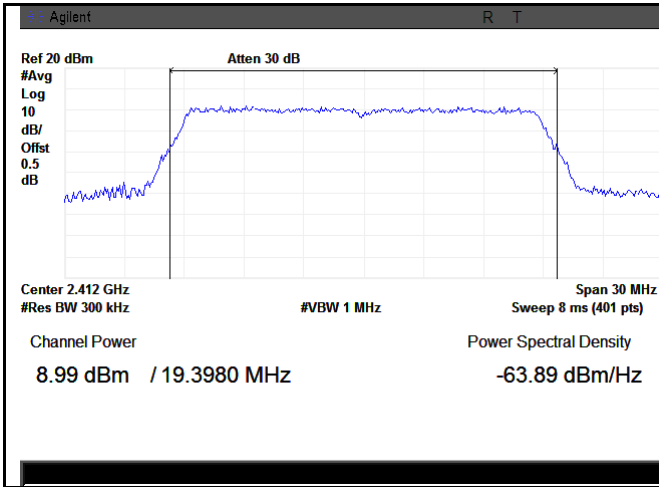 Agilent R T
Ref 20 dBm Atten 30 dB
#Avg
Log
10
dB/
Offst
0.5
dB
Center 2.412 GHz Span 30 MHz
#Res BW 300 kHz #VBW 1 MHz Sweep 8 ms (401 pts)
Channel Power Power Spectral Density
8.99 dBm / 19.3980 MHz -63.89 dBm/Hz